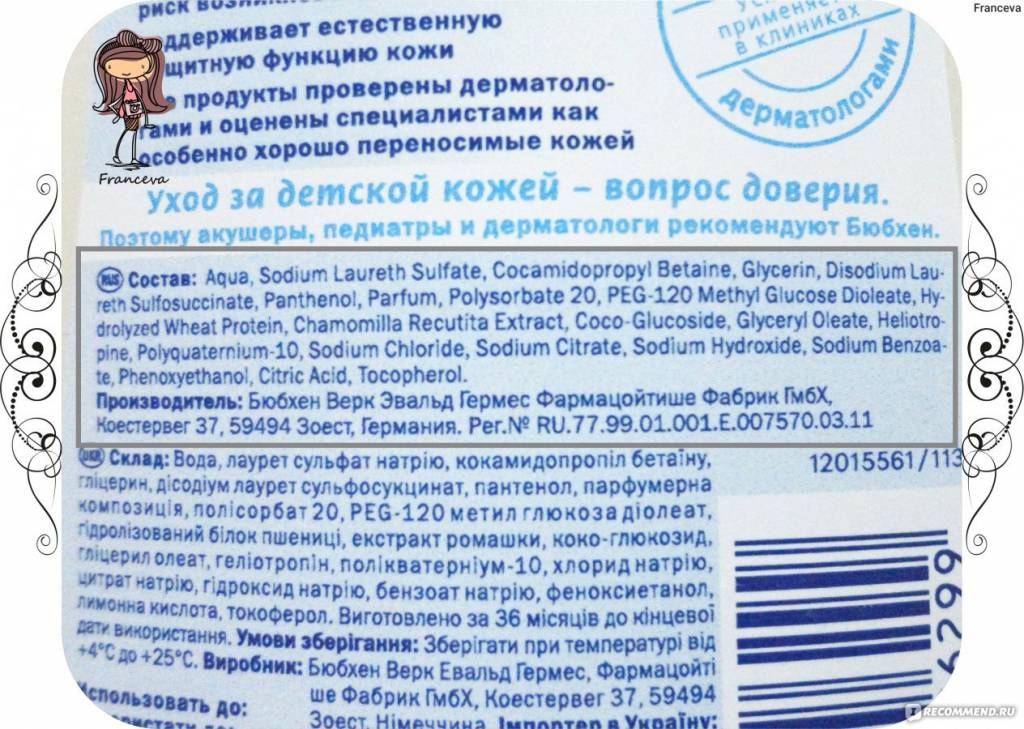 Franceva
риск
ддерживает естественную
щитную функцию кожи
продукты проверены дерматоло-
гами и оценены специалистами как
особенно хорошо переносимые кожей
применя
в клиниках
дерматологами
Franceva
Уход за детской кожей – вопрос доверия.
Поэтому акушеры, педиатры и дерматологи рекомендуют Бюбхен.
RUS Состав: Aqua, Sodium Laureth Sulfate, Cocamidopropyl Betaine, Glycerin, Disodium Lau-
reth Sulfosuccinate, Panthenol, Parfum, Polysorbate 20, PEG-120 Methyl Glucose Dioleate, Hy-
drolyzed Wheat Protein, Chamomilla Recutita Extract, Coco-Glucoside, Glyceryl Oleate, Heliotro-
pine, Polyquaternium-10, Sodium Chloride, Sodium Citrate, Sodium Hydroxide, Sodium Benzoa-
te, Phenoxyethanol, Citric Acid, Tocopherol.
Производитель: Бюбхен Верк Эвальд Гермес Фармацойтише Фабрик ГмбХ,
Коестервег 37, 59494 Зоест, Германия. Рег.№ RU.77.99.01.001.Е.007570.03.11
UKR Склад: Вода, лаурет сульфат натрію, кокамидопропіл бетаїну,
гліцерин, дісодіум лаурет сульфосукцинат, пантенол, парфумерна
композиція, полісорбат 20, PEG-120 метил глюкоза діолеат,
гідролізований білок пшениці, екстракт ромашки, коко-глюкозид,
гліцерил олеат, геліотропін, полікватерніум-10, хлорид натрію,
цитрат натрію, гідроксид натрію, бензоат натрію, феноксиетанол,
лимонна кислота, токоферол. Виготовлено за 36 місяців до кінцевої
дати використання. Умови зберігання: Зберігати при температурі від
+4°С до +25°С. Виробник: Бюбхен Верк Евальд Гермес, Фармацойті
ше Фабрик ГмбХ, Коестервег 37, 59494
Зоест, Німеччина. Імпортер в Україну:
Использовать до:
12015561/113
6299
IRECOMMEND.RU